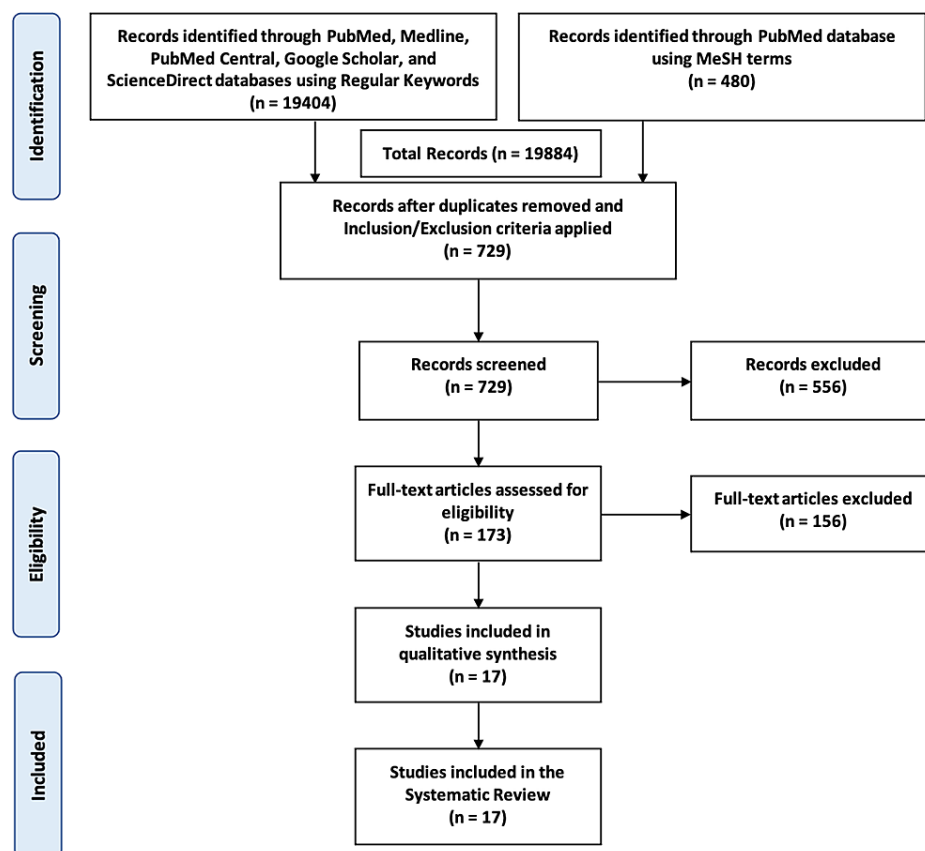 Identification
Records identified through PubMed, Medline,
PubMed Central, Google Scholar, and
ScienceDirect databases using Regular Keywords
(n = 19404)
Records identified through PubMed database
using MeSH terms
(n = 480)
Total Records (n = 19884)
Records after duplicates removed and
Inclusion/Exclusion criteria applied
(n = 729)
Screening
Records screened
(n = 729)
Records excluded
(n = 556)
Eligibility
Full-text articles assessed for
eligibility
(n = 173)
Full-text articles excluded
(n = 156)
Studies included in
qualitative synthesis
(n = 17)
Included
Studies included in the
Systematic Review
(n = 17)